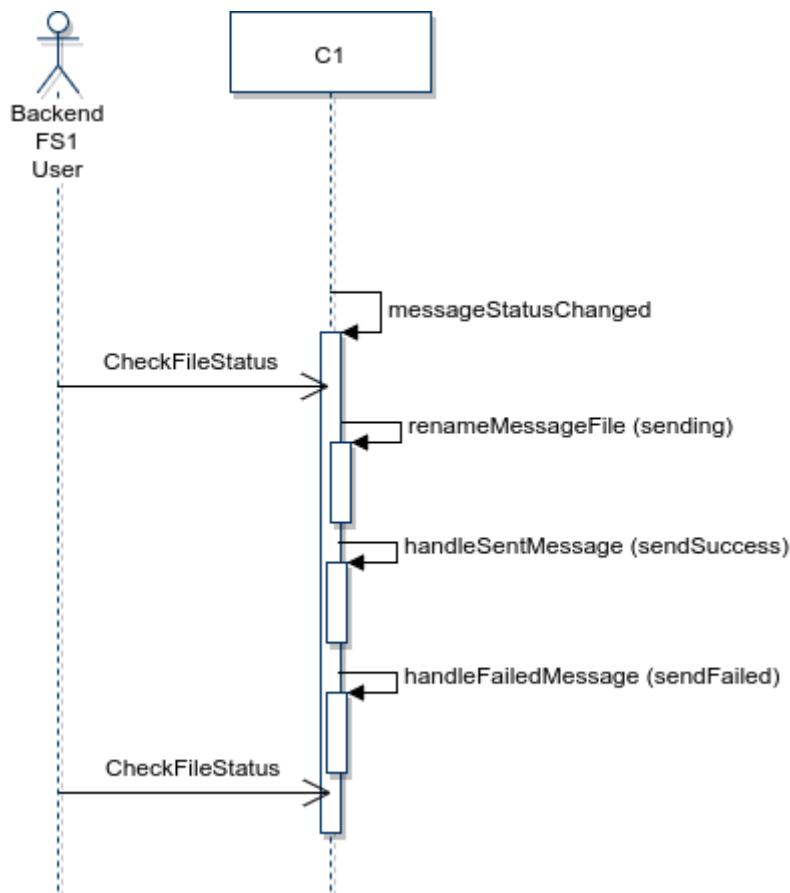 C1
Backend
FS1
User
messageStatusChanged
CheckFileStatus
renameMessageFile (sending)
handleSentMessage (sendSuccess)
handleFailedMessage (sendFailed)
CheckFileStatus